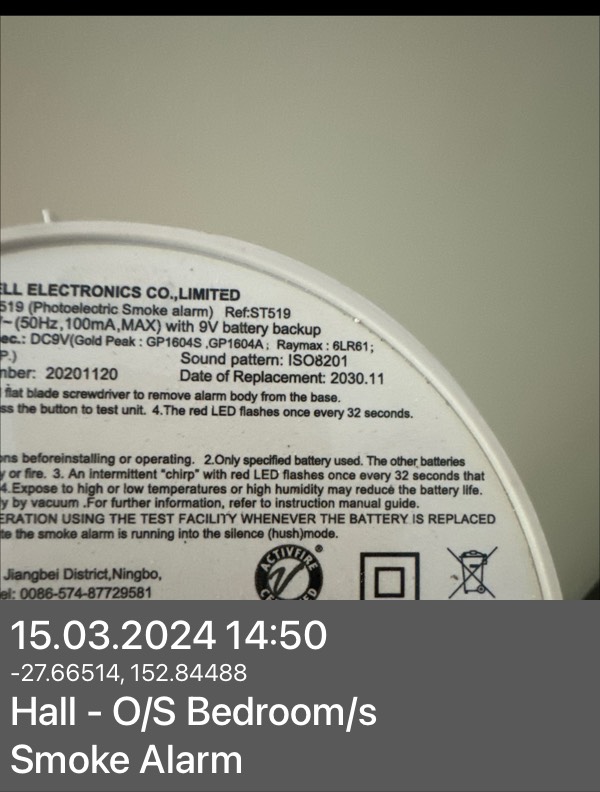 ELL ELECTRONICS CO.,LIMITED
519 (Photoelectric Smoke alarm) Ref:ST519
~(50Hz,100mA,MAX) with 9V battery backup
ec.: DC9V(Gold Peak : GP1604S ,GP1604A ; Raymax : 6LR61;
P.) Sound pattern: ISO8201
nber: 20201120 Date of Replacement: 2030.11
flat blade screwdriver to remove alarm body from the base.
ss the button to test unit. 4.The red LED flashes once every 32 seconds.
ons beforeinstalling or operating. 2.Only specified battery used. The other batteries
y or fire. 3. An intermittent "chirp" with red LED flashes once every 32 seconds that
4.Expose to high or low temperatures or high humidity may reduce the battery life.
ly by vacuum .For further information, refer to instruction manual guide.
ERATION USING THE TEST FACILITY WHENEVER THE BATTERY IS REPLACED
te the smoke alarm is running into the silence (hush)mode.
ACTIVFIRE ®
Jiangbei District,Ningbo,
el: 0086-574-87729581
15.03.2024 14:50
-27.66514, 152.84488
Hall - O/S Bedroom/s
Smoke Alarm